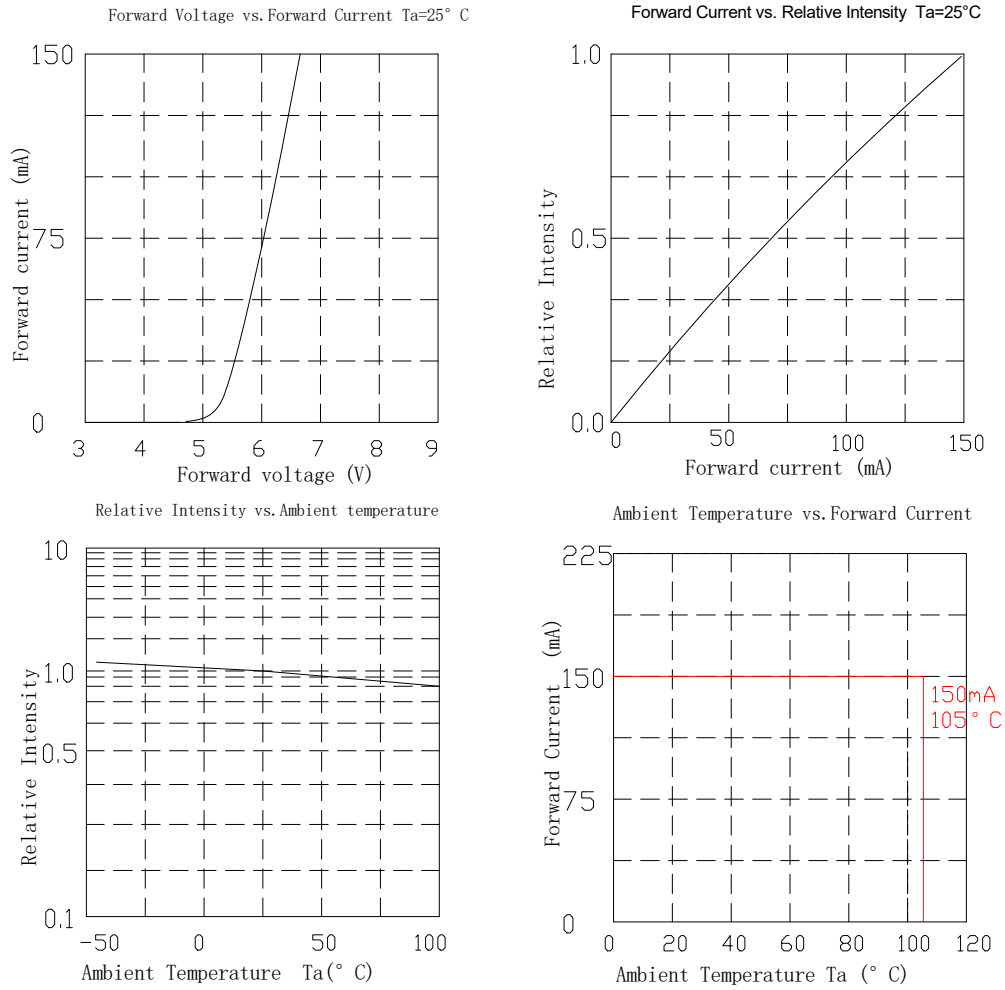 Forward Voltage vs. Forward Current Ta=25° C
150
75
0
3 4 5 6 7 8 9
Forward current (mA)
Forward voltage (V)
Forward Current vs. Relative Intensity Ta=25°C
1.0
0.5
0.0
0 50 100 150
Relative Intensity
Forward current (mA)
Relative Intensity vs. Ambient temperature
10
1.0
0.5
0.1
-50 0 50 100
Relative Intensity
Ambient Temperature Ta(° C)
Ambient Temperature vs. Forward Current
225
150
75
0
0 20 40 60 80 100 120
Forward Current (mA)
150mA
105° C
Ambient Temperature Ta (° C)